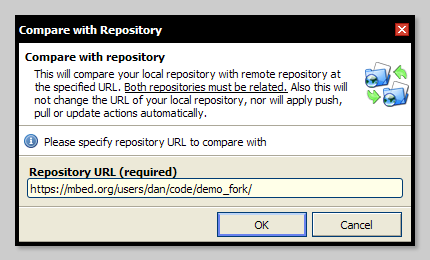 Compare with Repository
Compare with repository
This will compare your local repository with remote repository at
the specified URL. Both repositories must be related. Also this will
not change the URL of your local repository, nor will apply push,
pull or update actions automatically.
Please specify repository URL to compare with
Repository URL (required)
https://mbed.org/users/dan/code/demo_fork/
OK
Cancel